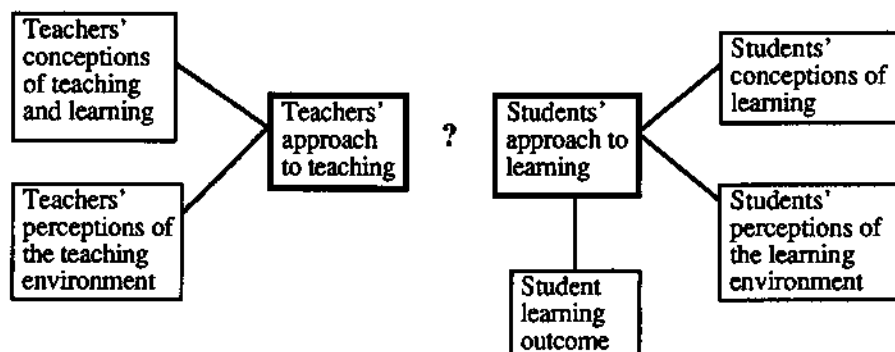 Teachers'
conceptions
of teaching
and learning
Teachers'
perceptions of
the teaching
environment
Teachers'
approach
to teaching
?
Students'
approach to
learning
Student
learning
outcome
Students'
conceptions of
learning
Students'
perceptions of
the learning
environment